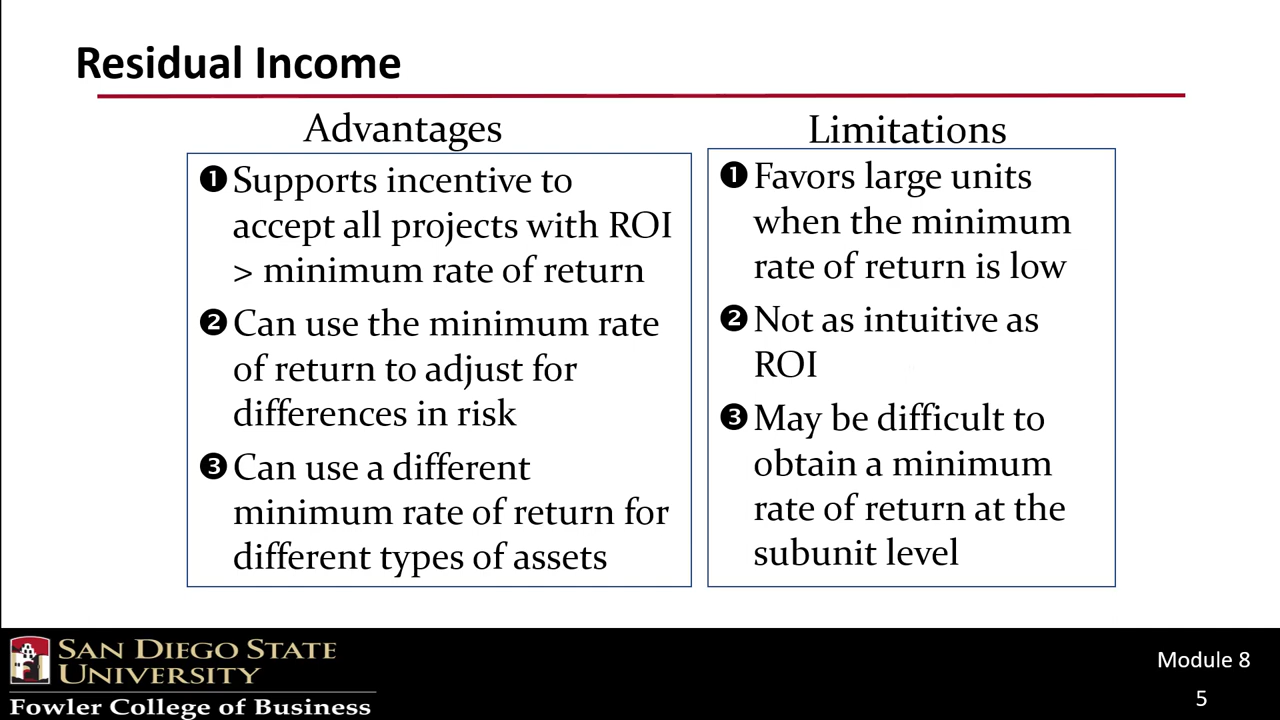 Residual Income
Advantages
❶ Supports incentive to
accept all projects with ROI
> minimum rate of return
❷ Can use the minimum rate
of return to adjust for
differences in risk
❸ Can use a different
minimum rate of return for
different types of assets
Limitations
❶ Favors large units
when the minimum
rate of return is low
❷ Not as intuitive as
ROI
❸ May be difficult to
obtain a minimum
rate of return at the
subunit level
SAN DIEGO STATE
UNIVERSITY
Fowler College of Business
Module 8
5